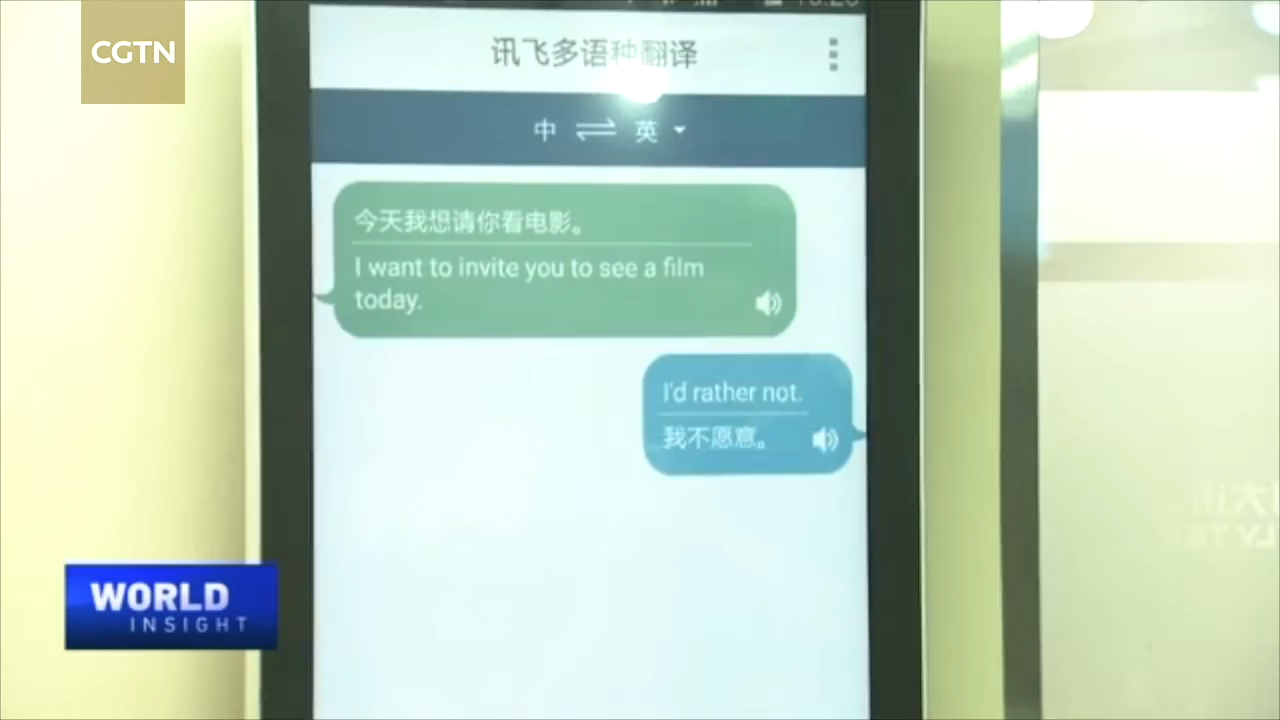 CGTN
讯飞多语种翻译
中 英
今天我想请你看电影。
I want to invite you to see a film
today.
I'd rather not.
我不愿意。
WORLD
INSIGHT